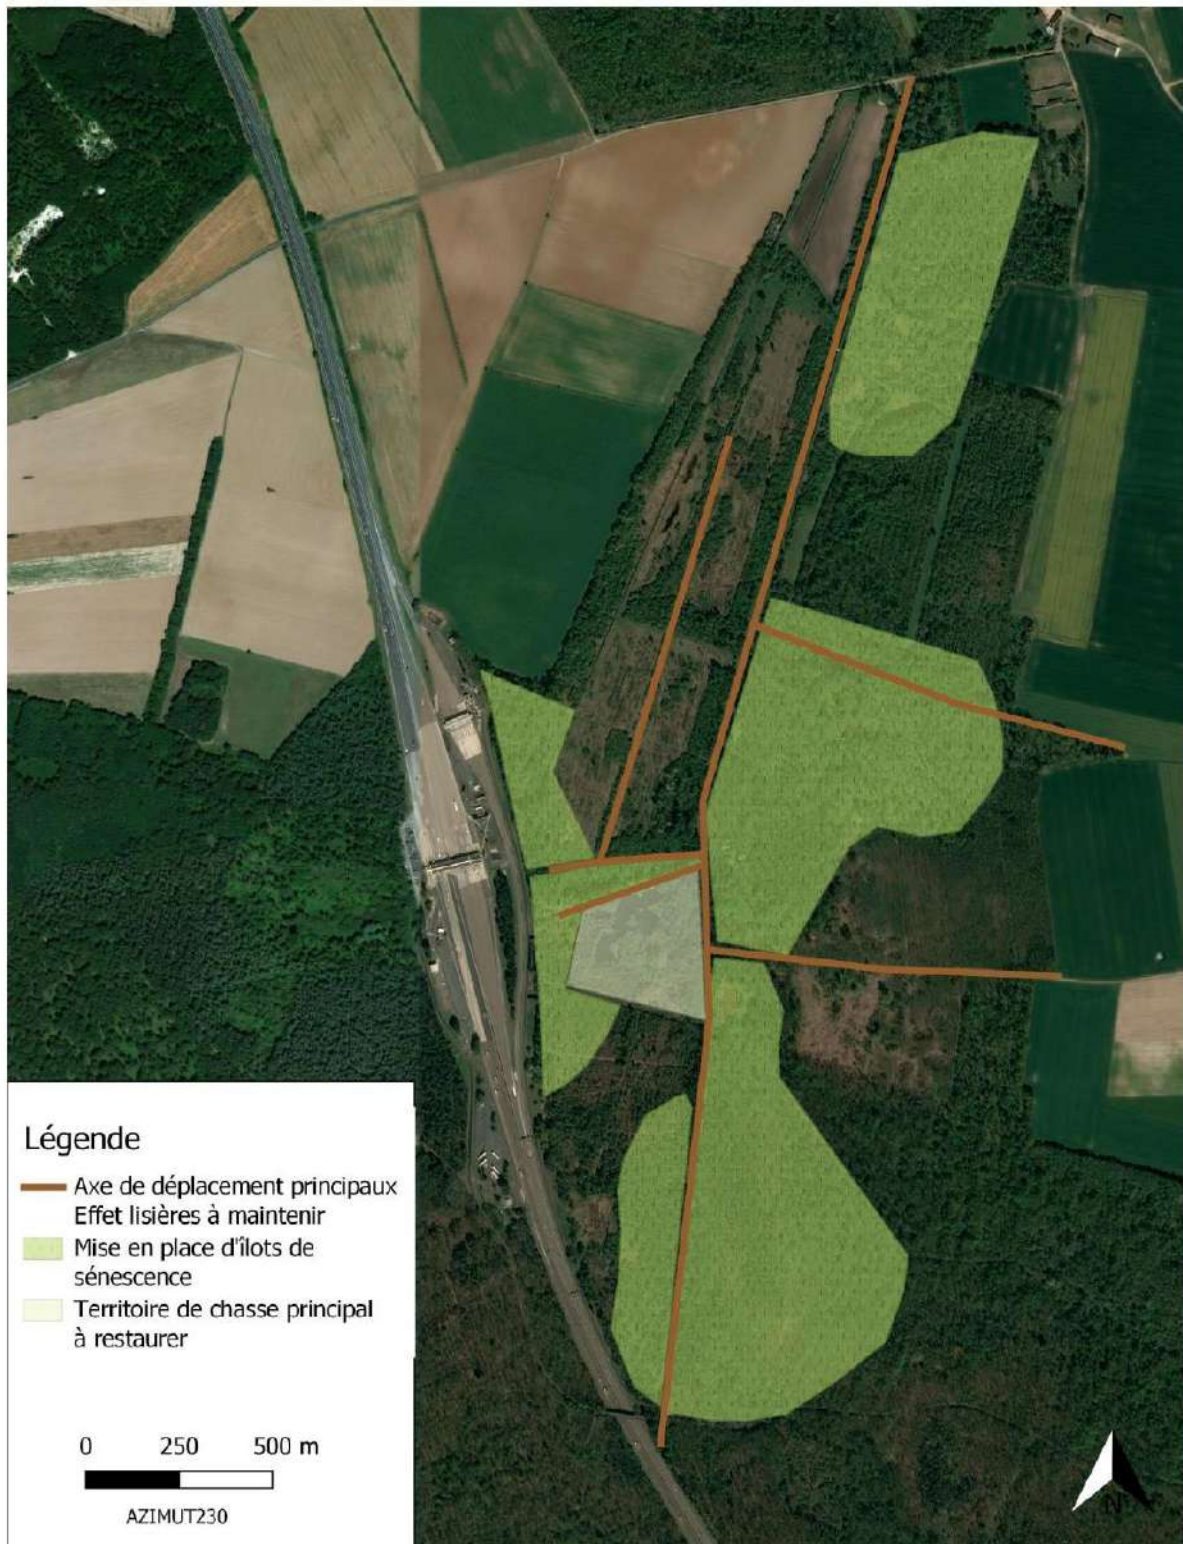 Légende
Axe de déplacement principaux
Effet lisières à maintenir
Mise en place d'îlots de
sénescence
Territoire de chasse principal
à restaurer
0 250 500 m
AZIMUT230
N